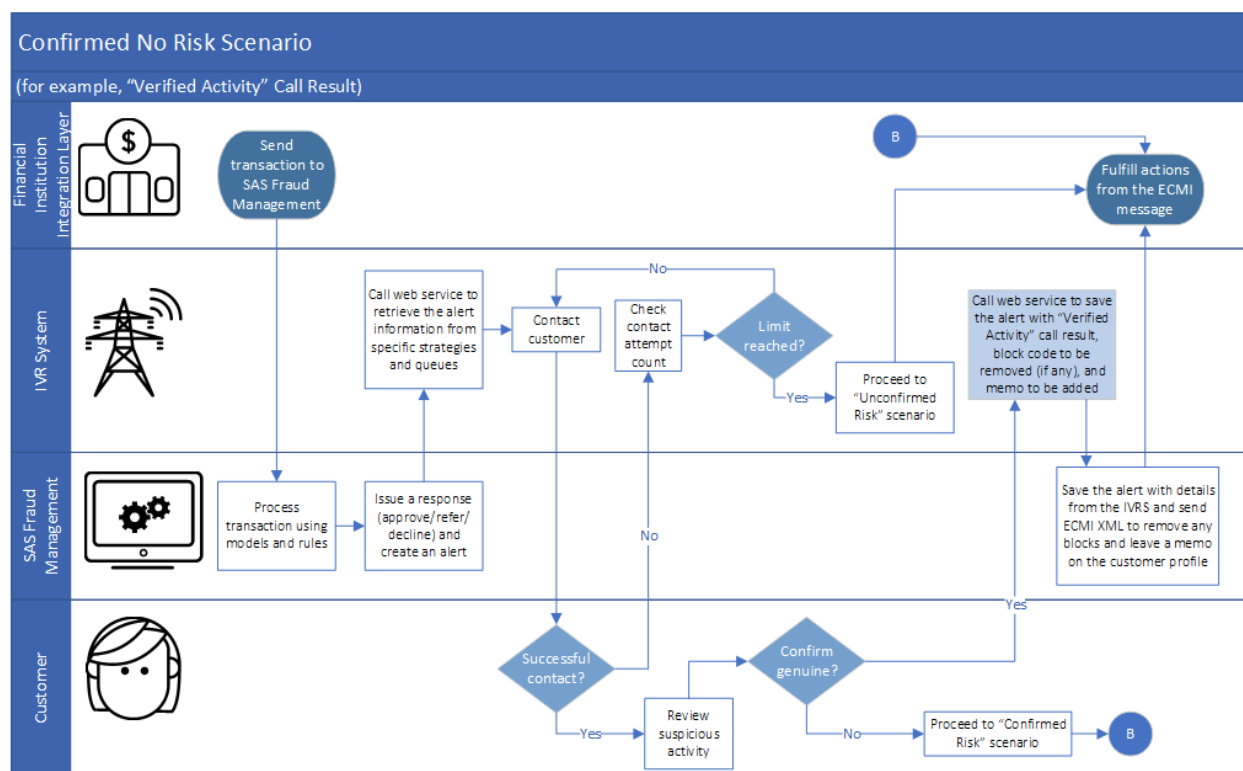 Confirmed No Risk Scenario
(for example, “Verified Activity” Call Result)
Financial
Institution
Integration Layer
$
Send
transaction to
SAS Fraud
Management
B
Fulfill actions
from the ECMI
message
IVR System
Call web service to
retrieve the alert
information from
specific strategies
and queues
Contact
customer
No
Check
contact
attempt
count
Limit
reached?
Yes
Proceed to
“Unconfirmed
Risk” scenario
Call web service to save
the alert with “Verified
Activity” call result,
block code to be
removed (if any), and
memo to be added
SAS Fraud
Management
Process
transaction using
models and rules
Issue a response
(approve/refer/
decline) and
create an alert
No
Save the alert with details
from the IVRS and send
ECMI XML to remove any
blocks and leave a memo
on the customer profile
Yes
Customer
Successful
contact?
Yes
Review
suspicious
activity
Confirm
genuine?
No
Proceed to “Confirmed
Risk” scenario
B